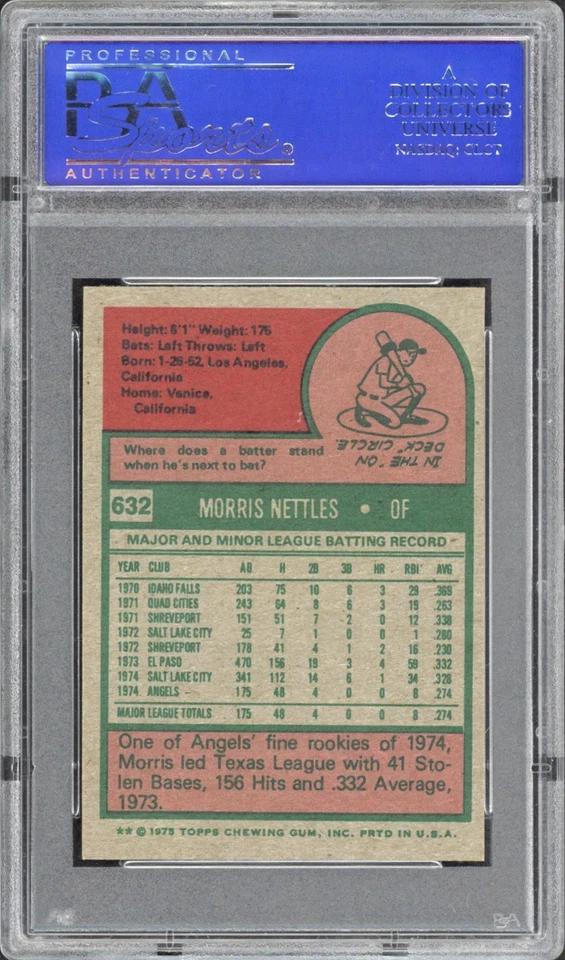 PROFESSIONAL
PSA
Sports®
AUTHENTICATOR
A
DIVISION OF
COLLECTORS
UNIVERSE
NASDAQ: CLCT
Height: 6'1" Weight: 175
Bats: Left Throws: Left
Born: 1-26-52, Los Angeles,
California
Home: Venice,
California
Where does a batter stand
when he's next to bat?
IN THE "ON
DECK" CIRCLE.
632 MORRIS NETTLES • OF
MAJOR AND MINOR LEAGUE BATTING RECORD
YEAR CLUB AB H 2B 3B HR RBI AVG
1970 IDAHO FALLS 203 75 10 6 3 29 .369
1971 QUAD CITIES 243 64 8 6 3 19 .263
1971 SHREVEPORT 151 51 7 2 0 12 .338
1972 SALT LAKE CITY 25 7 1 0 0 1 .280
1972 SHREVEPORT 178 41 4 1 2 16 .230
1973 EL PASO 470 156 19 3 4 59 .332
1974 SALT LAKE CITY 341 112 14 6 1 34 .328
1974 ANGELS 175 48 4 0 0 8 .274
MAJOR LEAGUE TOTALS 175 48 4 0 0 8 .274
One of Angels' fine rookies of 1974,
Morris led Texas League with 41 Sto-
len Bases, 156 Hits and .332 Average,
1973.
** © 1975 TOPPS CHEWING GUM, INC. PRTD IN U.S.A.
PSA